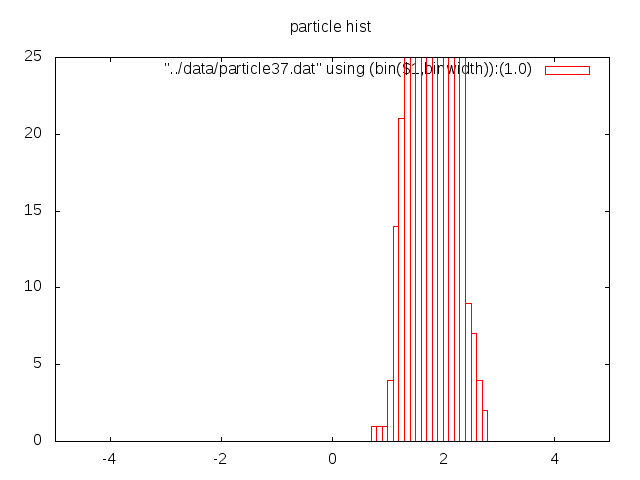 particle hist
25
"../data/particle37.dat" using (bin($1,binwidth)):(1.0)
20
15
10
5
0
-4 -2 0 2 4